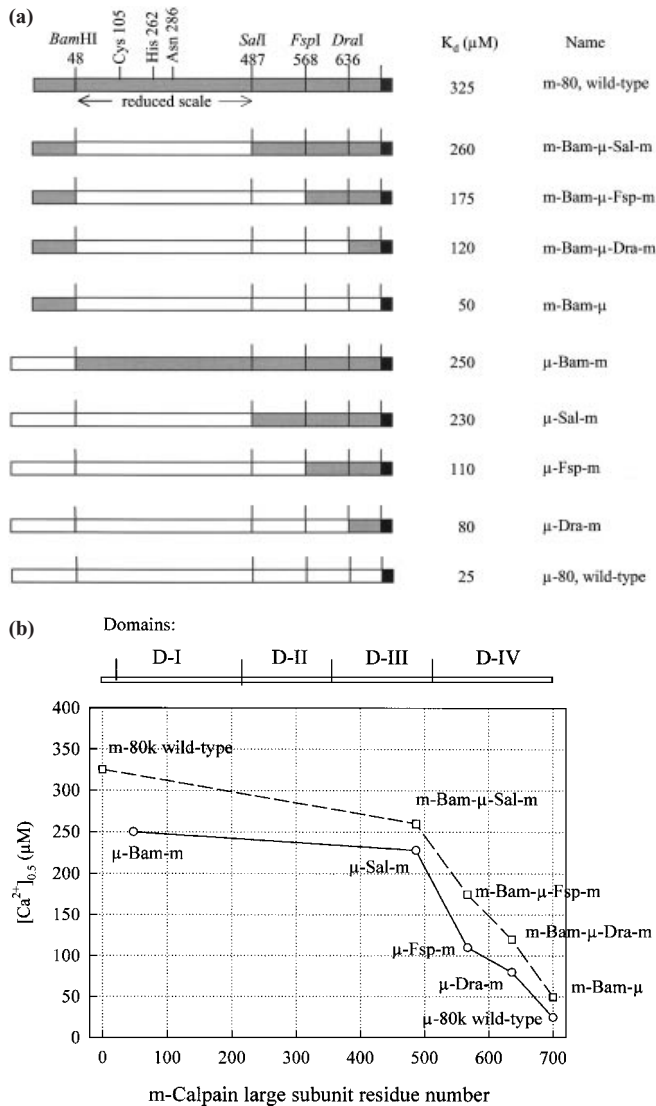 (a)
BamHI Cys 105 His 262 Asn 286 SalI FspI DraI Kd (µM) Name
48 487 568 636
reduced scale 325 m-80, wild-type
260 m-Bam-µ-Sal-m
175 m-Bam-µ-Fsp-m
120 m-Bam-µ-Dra-m
50 m-Bam-µ
250 µ-Bam-m
230 µ-Sal-m
110 µ-Fsp-m
80 µ-Dra-m
25 µ-80, wild-type
(b) Domains:
D-I D-II D-III D-IV
400
350
300
250
200
150
100
50
0
[Ca2+]0.5 (µM)
m-80k wild-type
m-Bam-µ-Sal-m
µ-Bam-m
µ-Sal-m
m-Bam-µ-Fsp-m
m-Bam-µ-Dra-m
µ-Fsp-m
µ-Dra-m
m-Bam-µ
µ-80k wild-type
0 100 200 300 400 500 600 700
m-Calpain large subunit residue number